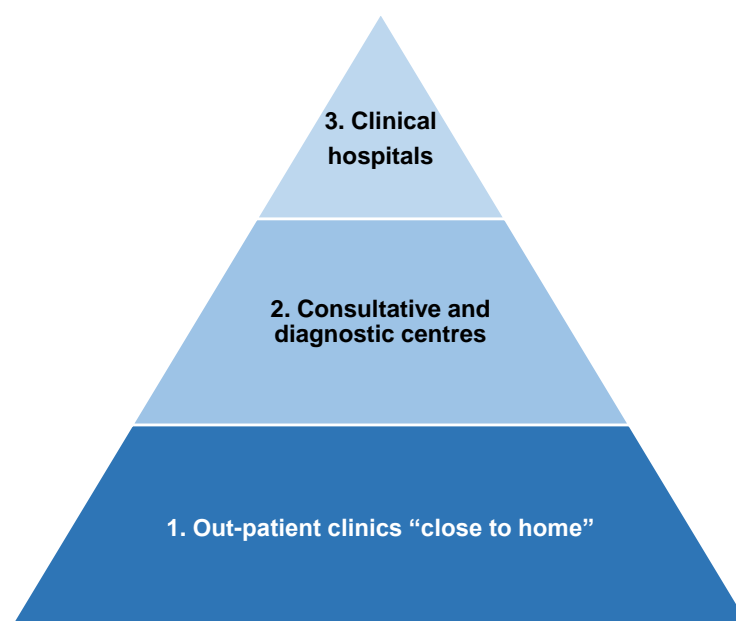 3. Clinical
hospitals
2. Consultative and
diagnostic centres
1. Out-patient clinics “close to home”